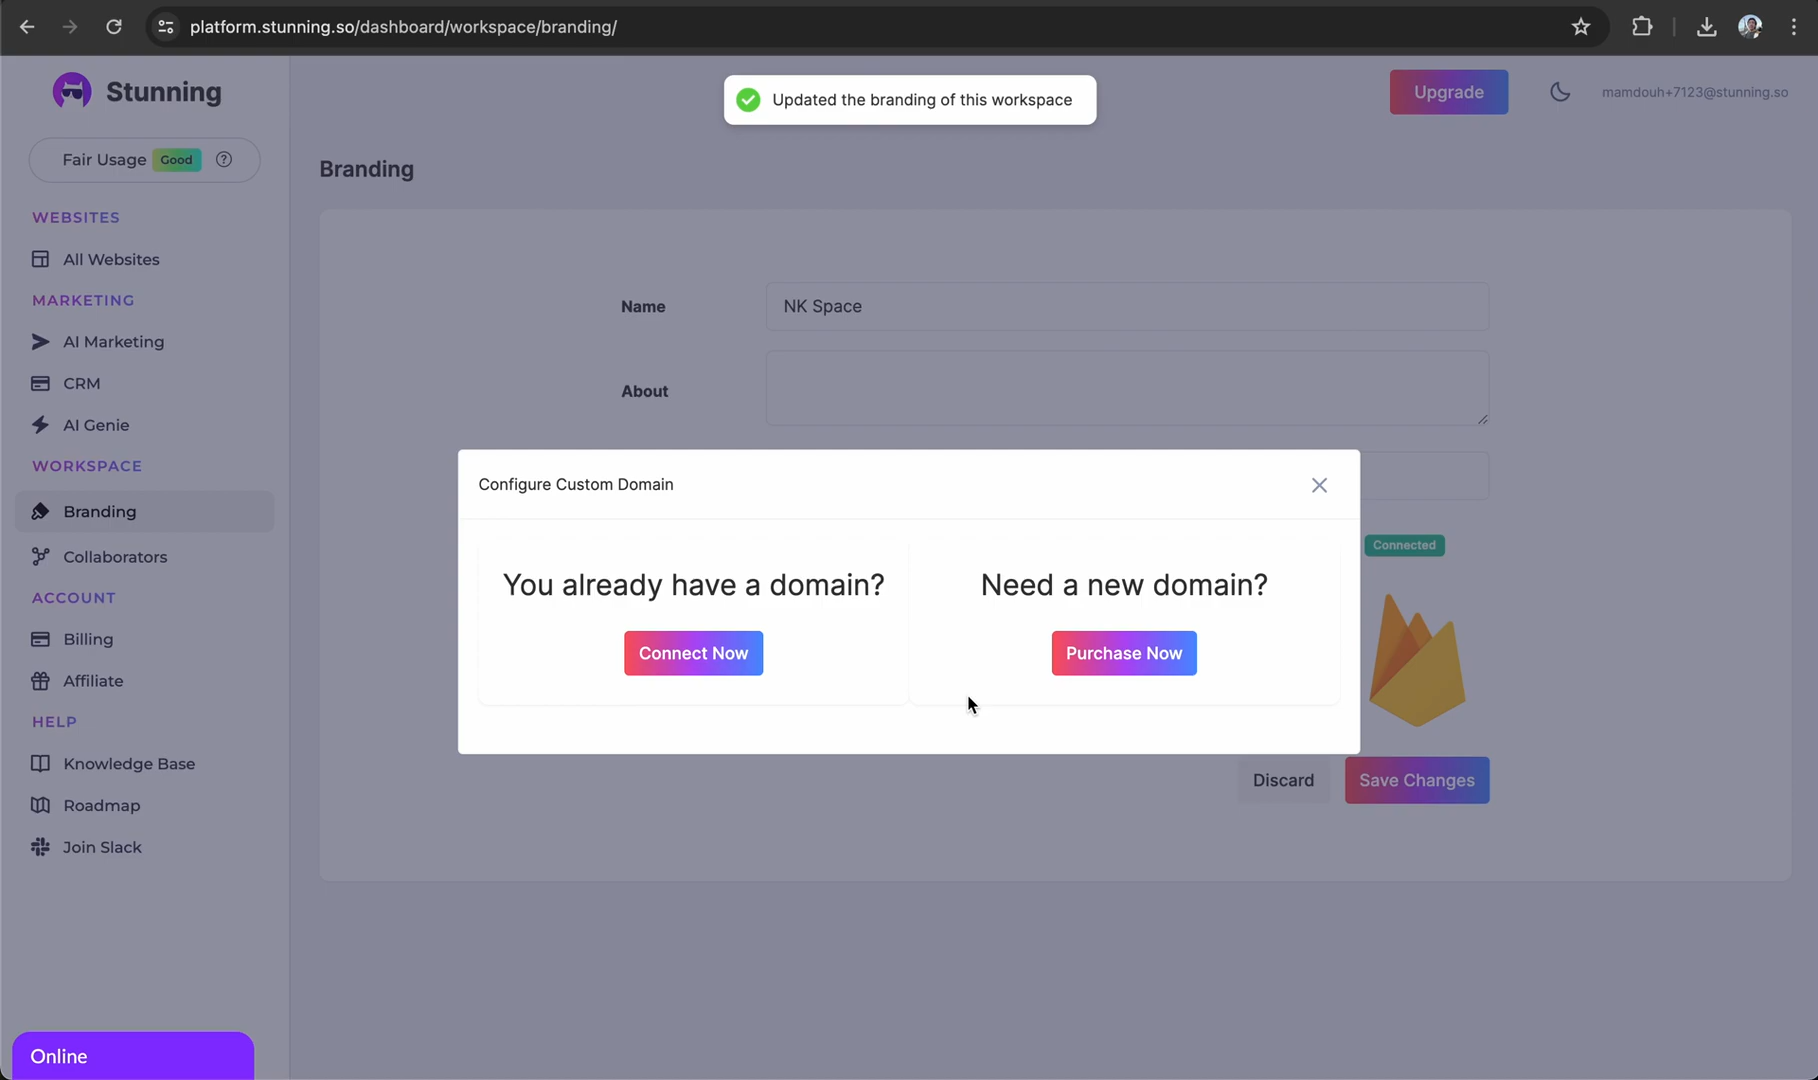 platform.stunning.so/dashboard/workspace/branding/
Stunning
Updated the branding of this workspace
Upgrade
mamdouh+7123@stunning.so
Fair Usage Good ?
Branding
WEBSITES
All Websites
MARKETING
AI Marketing
CRM
AI Genie
WORKSPACE
Branding
Collaborators
ACCOUNT
Billing
Affiliate
HELP
Knowledge Base
Roadmap
Join Slack
Online
Name
NK Space
About
Configure Custom Domain
You already have a domain?
Connect Now
Need a new domain?
Purchase Now
Connected
Discard
Save Changes